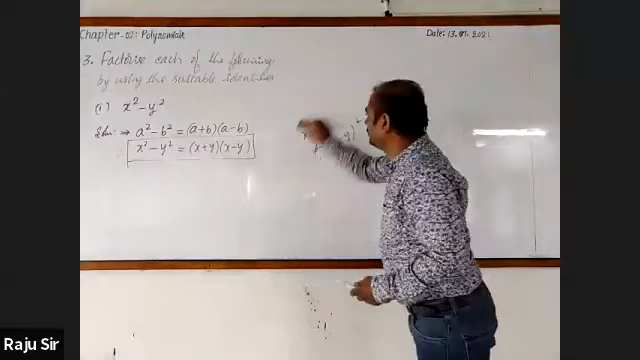 Chapter-02: Polynomials
Date: 13.07.2021
3. Factorise each of the following
by using the suitable identities
(i) x² - y²
Soln: ⇒ a² - b² = (a+b)(a-b)
∴ x² - y² = (x+y)(x-y)
Raju Sir